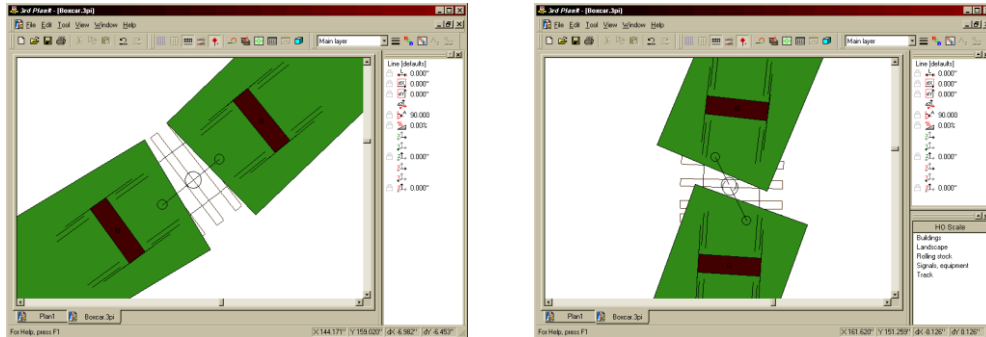 3rd PlanIt - [Boxcar.3pi]
File Edit Tool View Window Help
Main layer
Line [defaults]
0.000"
0.000"
0.000"
90.000
0.00%
0.000"
0.000"
Plan1 Boxcar.3pi
For Help, press F1
X 144.171" Y 159.020" dX -6.982" dY -6.453"
3rd PlanIt - [Boxcar.3pi]
File Edit Tool View Window Help
Main layer
Line [defaults]
0.000"
0.000"
0.000"
90.000
0.00%
0.000"
0.000"
HO Scale
Buildings
Landscape
Rolling stock
Signals, equipment
Track
Plan1 Boxcar.3pi
For Help, press F1
X 161.620" Y 151.259" dX -0.126" dY 0.126"